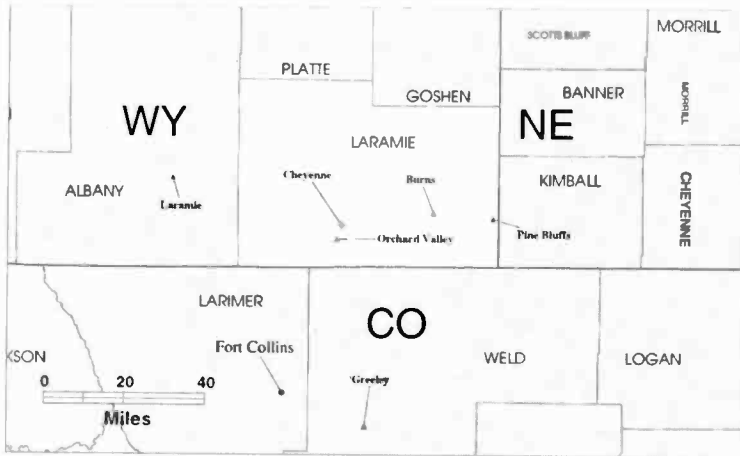 SCOTTS BLUFF
MORRILL
PLATTE
GOSHEN
BANNER
MORRILL
WY
NE
LARAMIE
Cheyenne
Burns
KIMBALL
CHEYENNE
ALBANY
Laramie
Orchard Valley
Pine Bluffs
LARIMER
CO
KSON
Fort Collins
WELD
LOGAN
0 20 40
Miles
Greeley